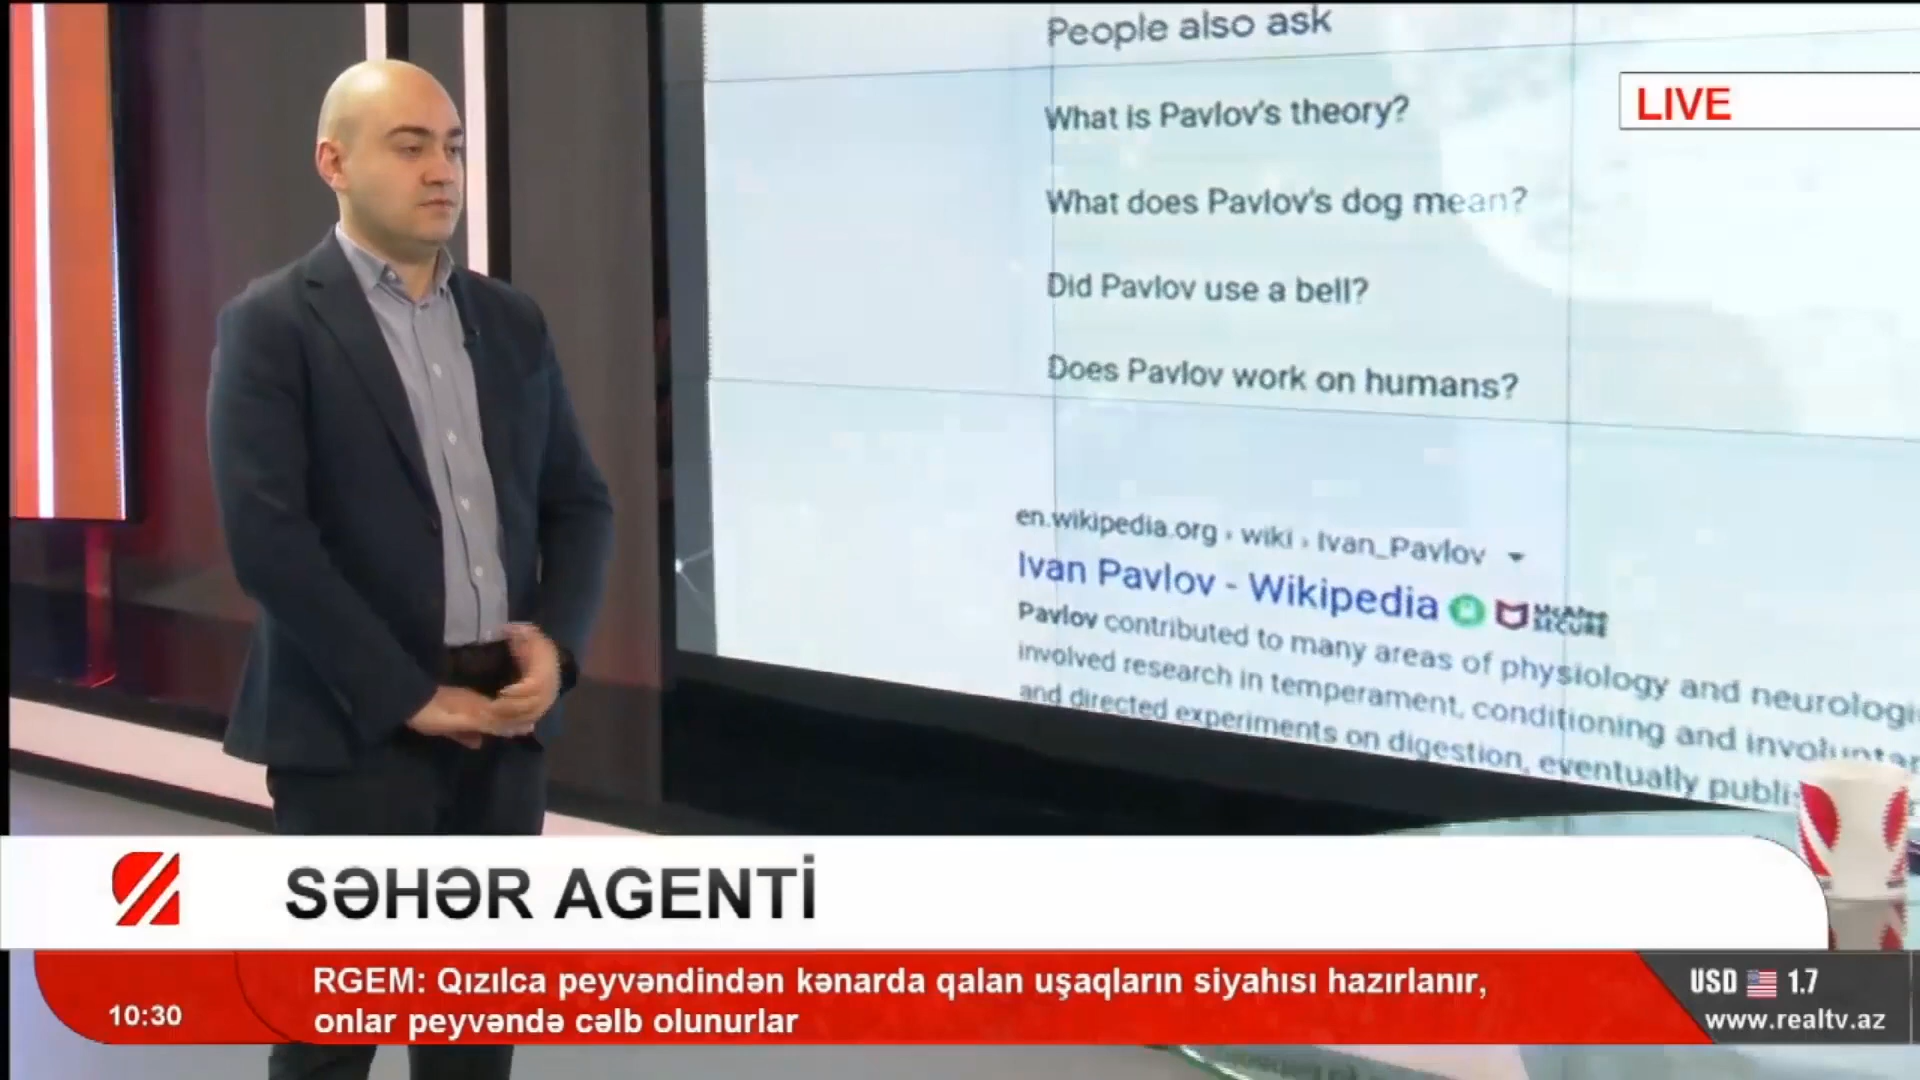 People also ask
LIVE
What is Pavlov's theory?
What does Pavlov's dog mean?
Did Pavlov use a bell?
Does Pavlov work on humans?
en.wikipedia.org › wiki › Ivan_Pavlov
Ivan Pavlov - Wikipedia McAfee SECURE
Pavlov contributed to many areas of physiology and
involved research in temperament, conditioning and
and directed experiments on digestion, eventually
SƏHƏR AGENTİ
RGEM: Qızılca peyvəndindən kənarda qalan uşaqların siyahısı hazırlanır,
onlar peyvəndə cəlb olunurlar
10:30
USD 1.7
www.realtv.az